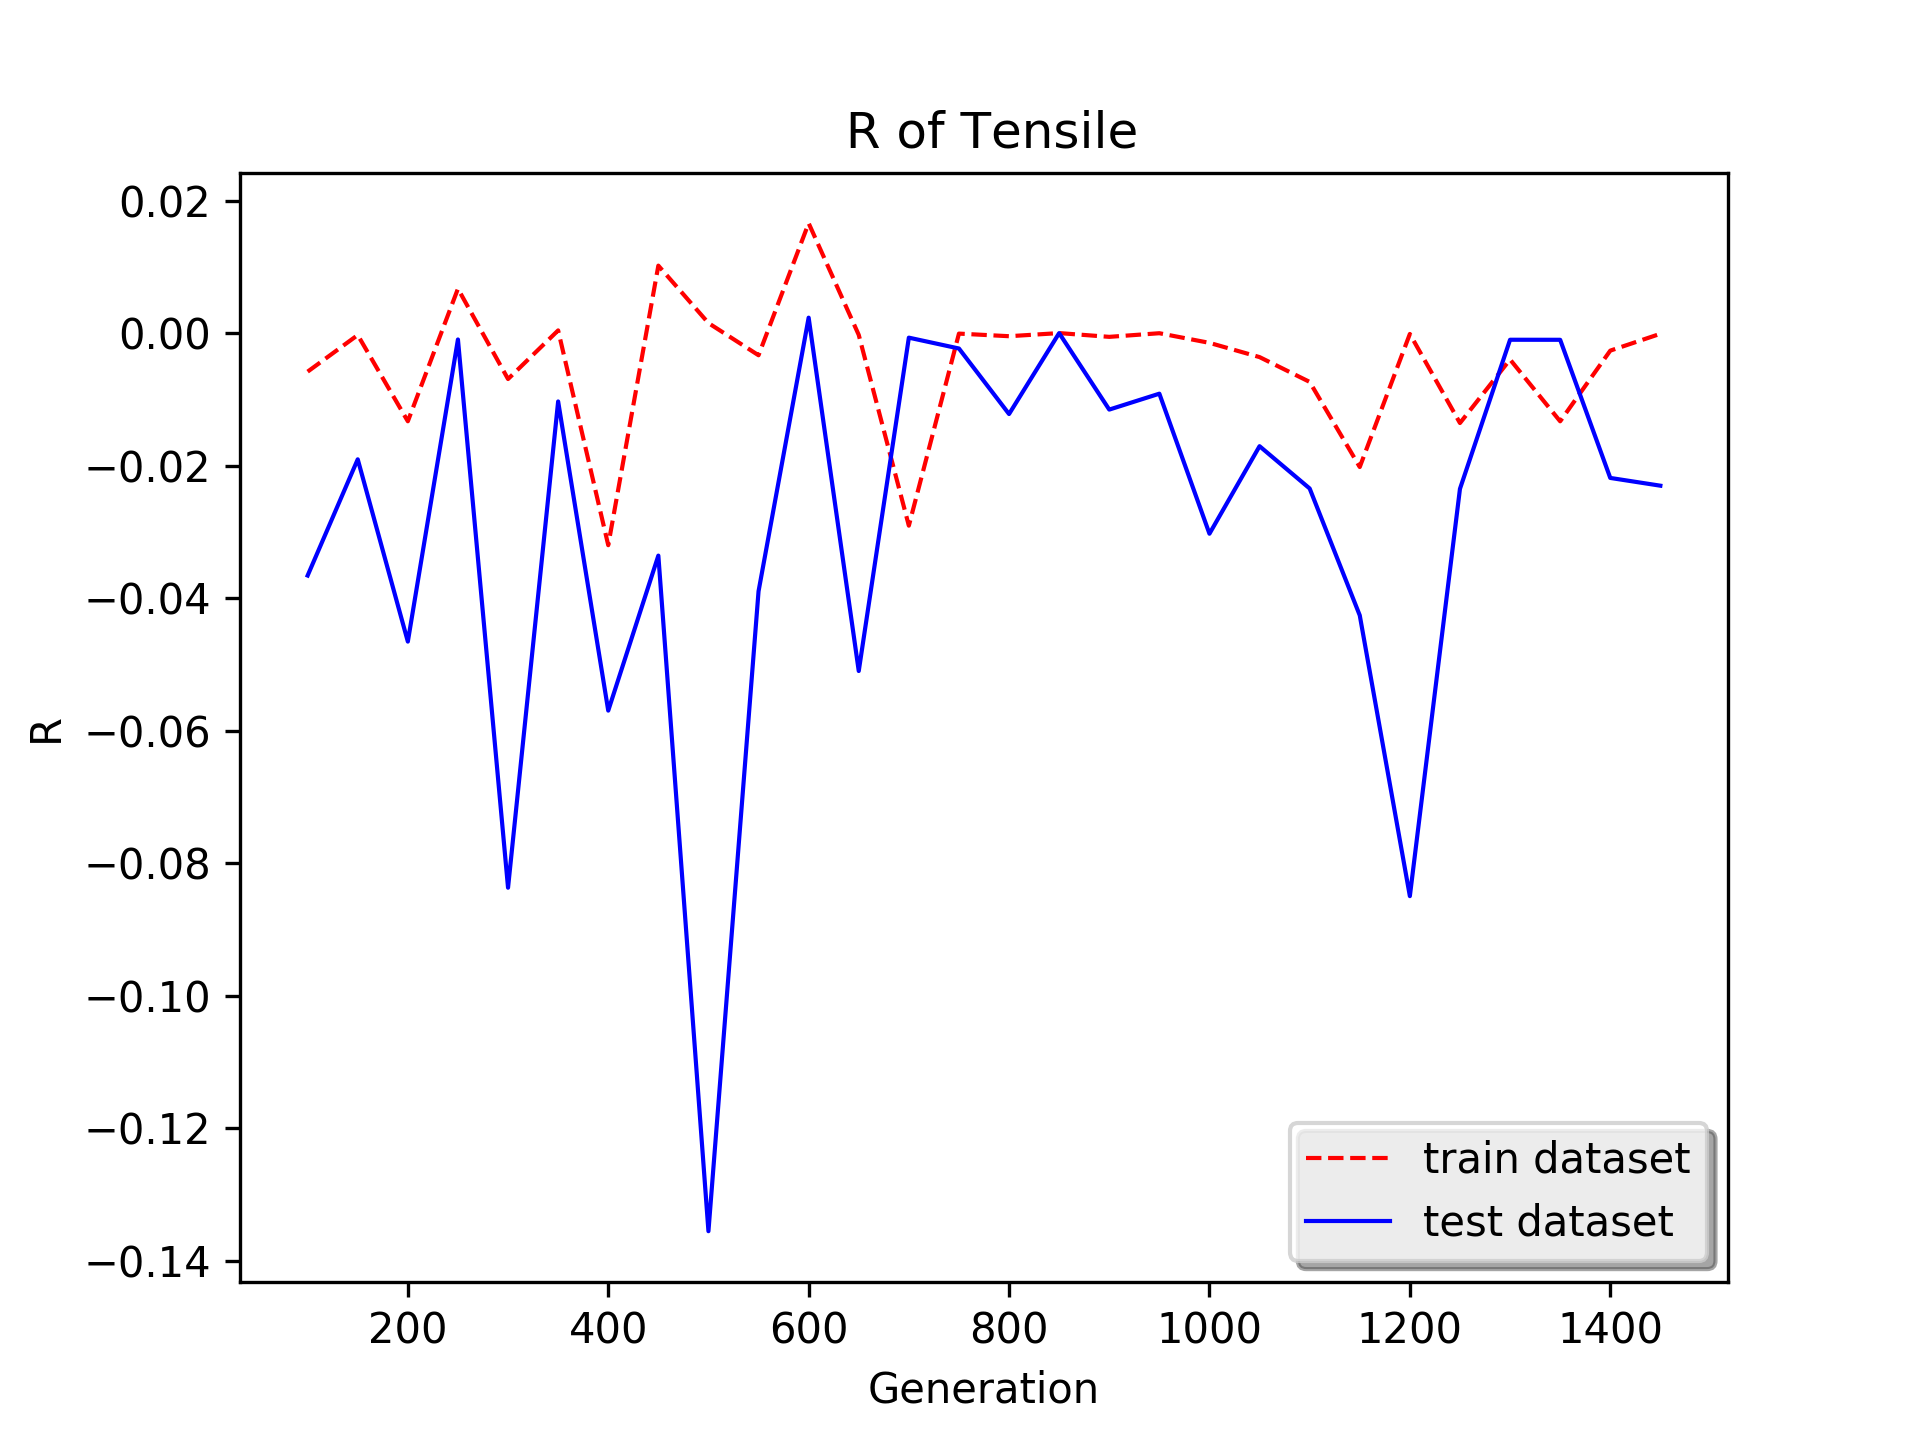 R of Tensile
0.02
0.00
−0.02
−0.04
−0.06
−0.08
−0.10
−0.12
−0.14
R
train dataset
test dataset
200 400 600 800 1000 1200 1400
Generation